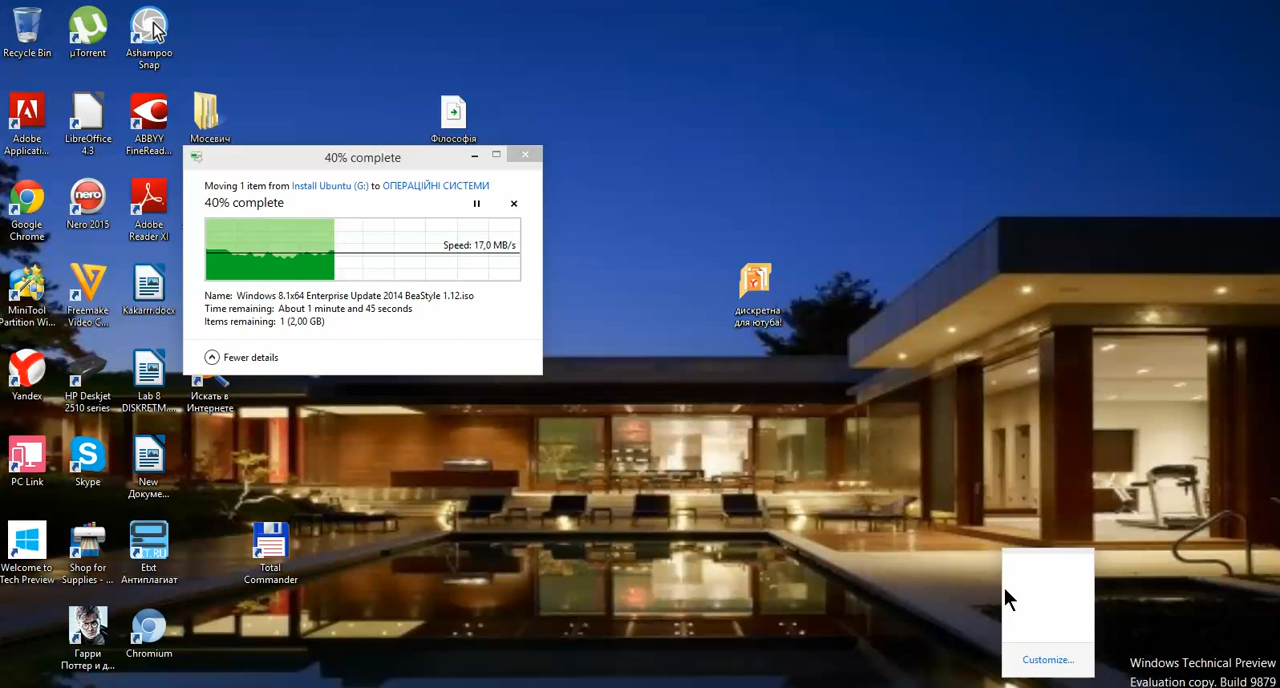 Recycle Bin
µTorrent
Ashampoo
Snap
Adobe
Applicati...
LibreOffice
4.3
ABBYY
FineRead...
Мосевич
Філософія
40% complete
Moving 1 item from Install Ubuntu (G:) to ОПЕРАЦІЙНІ СИСТЕМИ
40% complete
Speed: 17,0 MB/s
Name: Windows 8.1x64 Enterprise Update 2014 BeaStyle 1.12.iso
Time remaining: About 1 minute and 45 seconds
Items remaining: 1 (2,00 GB)
Fewer details
Google
Chrome
nero
Nero 2015
Adobe
Reader XI
MiniTool
Partition Wi...
Freemake
Video C...
Kakarrr.docx
дискретна
для ютуба!
Yandex
HP Deskjet
2510 series
Lab 8
DISKRETM....
Искать в
Интернете
PC Link
Skype
New
Докуме...
Welcome to
Tech Preview
Shop for
Supplies - ...
Etxt
Антиплагиат
Total
Commander
Гарри
Поттер и д...
Chromium
Customize...
Windows Technical Preview
Evaluation copy. Build 9879